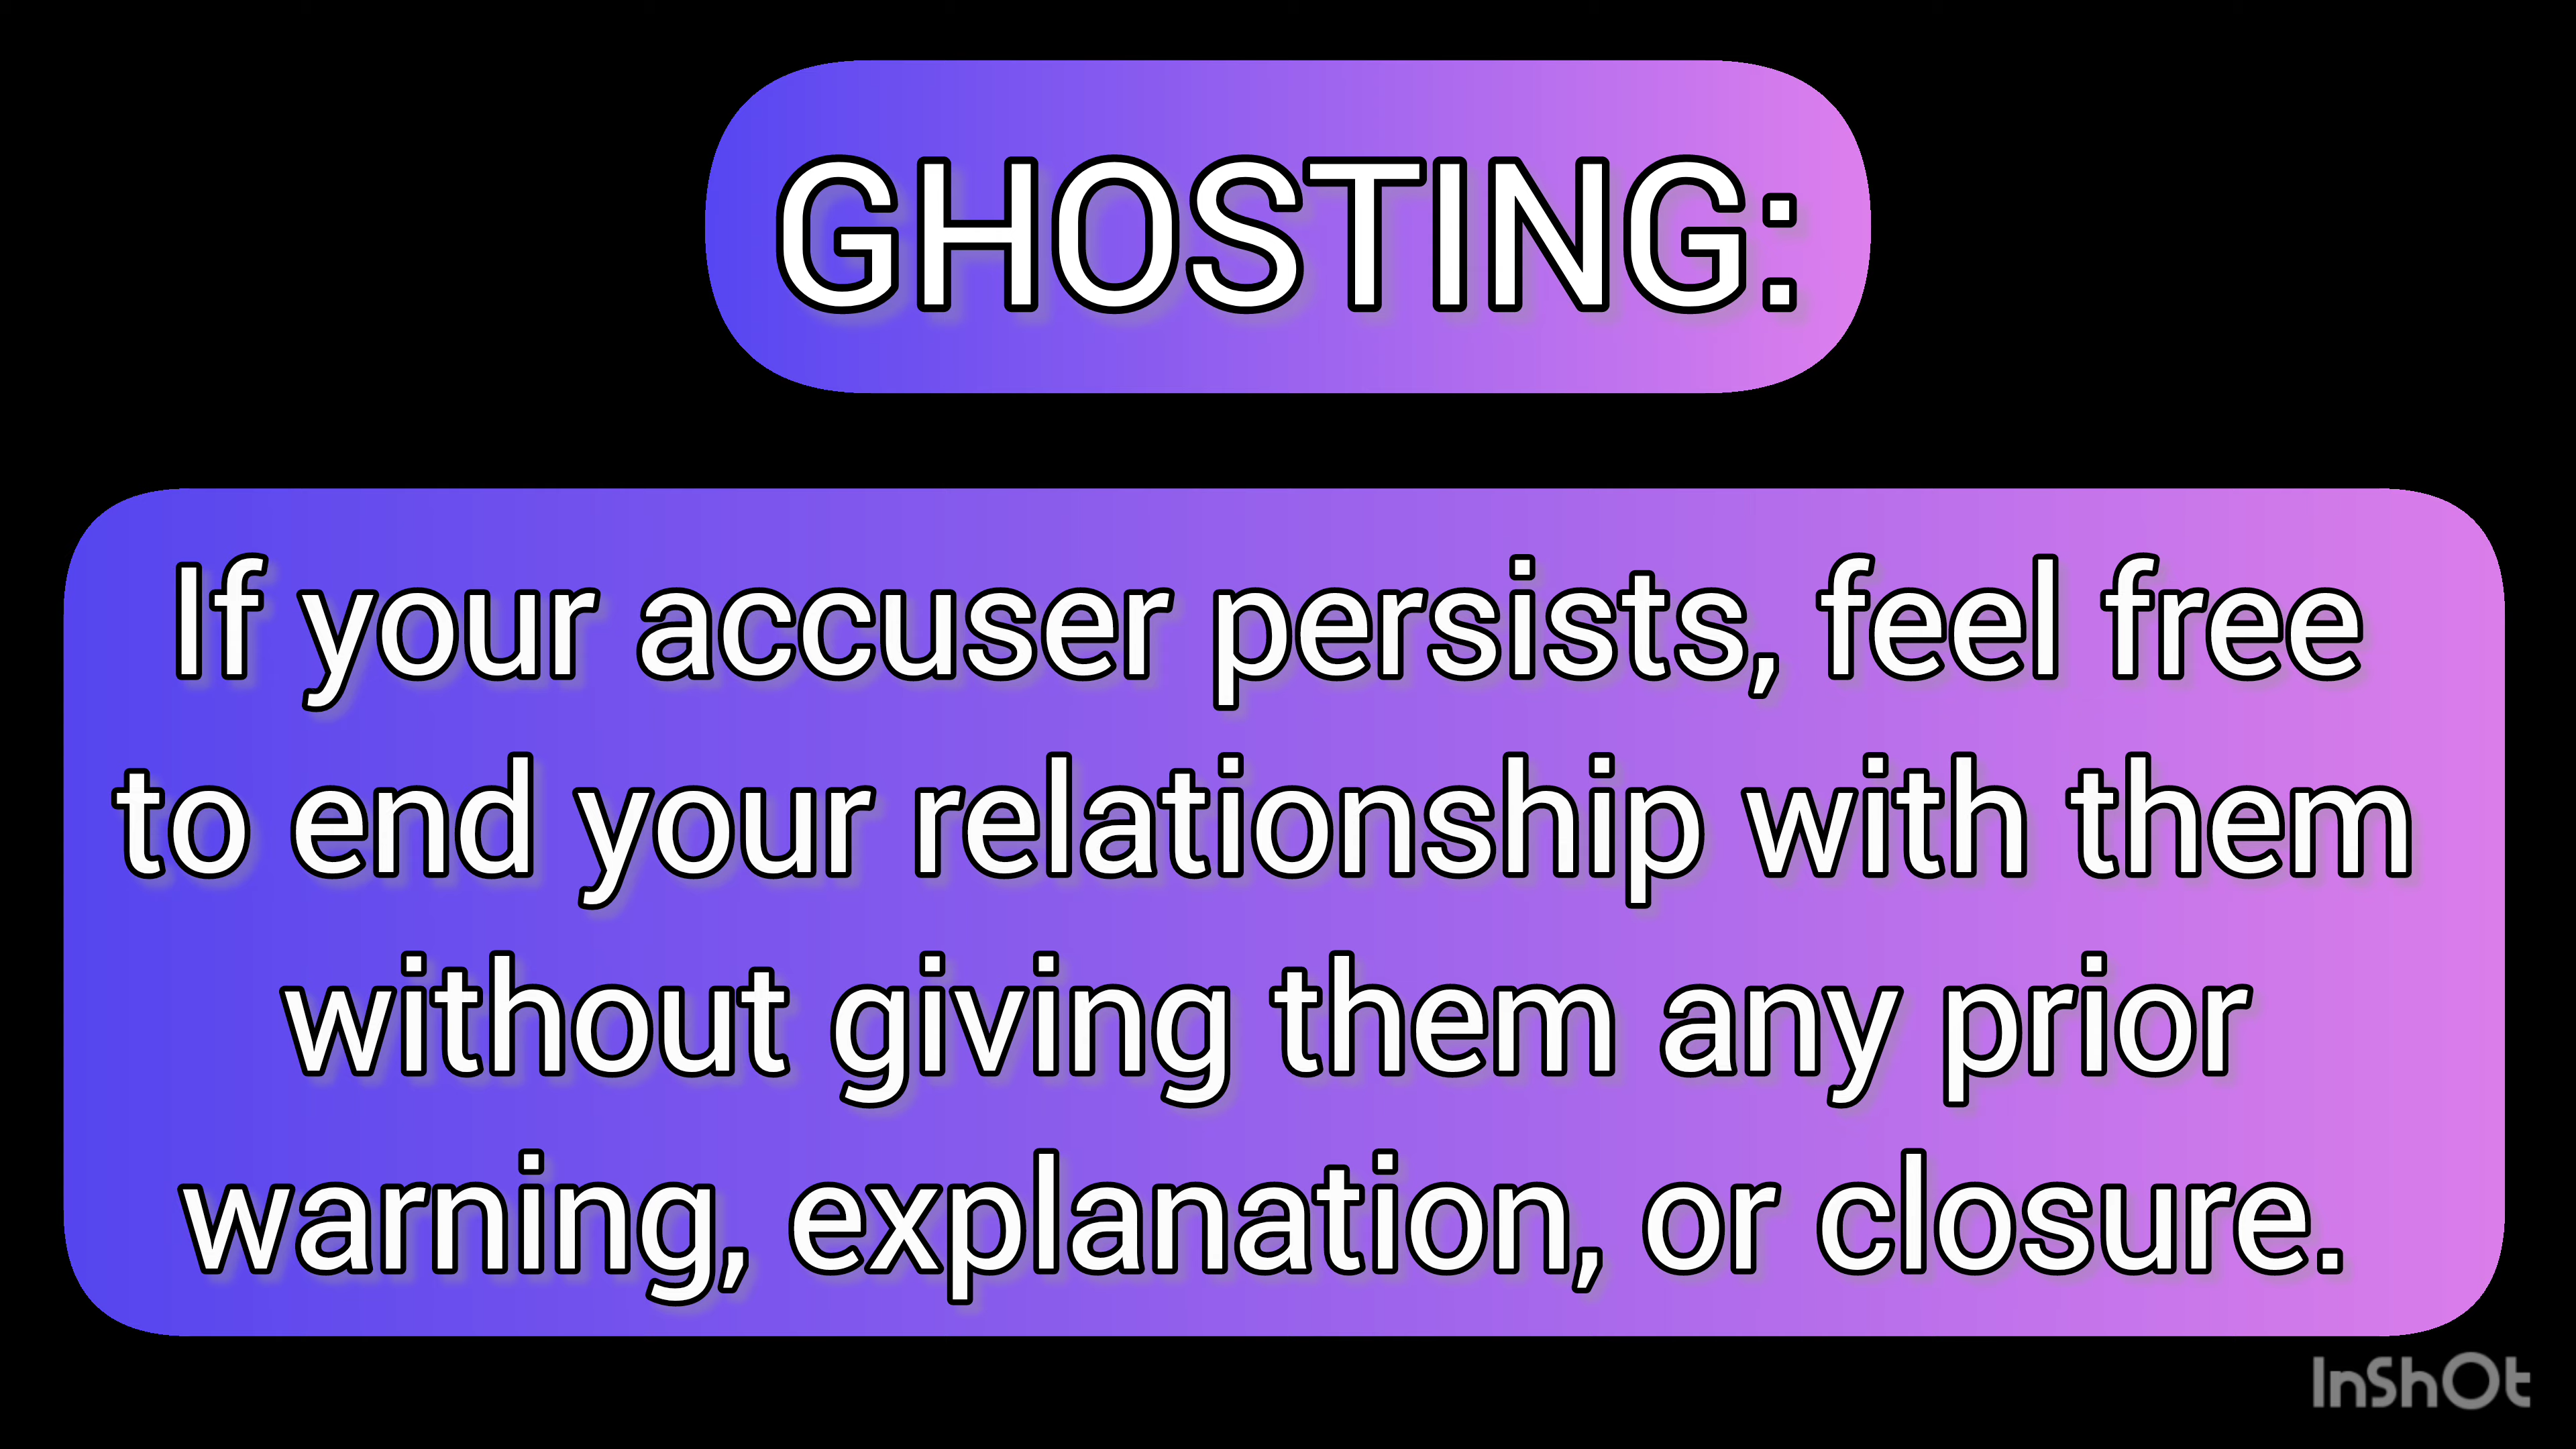 GHOSTING:
If your accuser persists, feel free
to end your relationship with them
without giving them any prior
warning, explanation, or closure.
InShOt